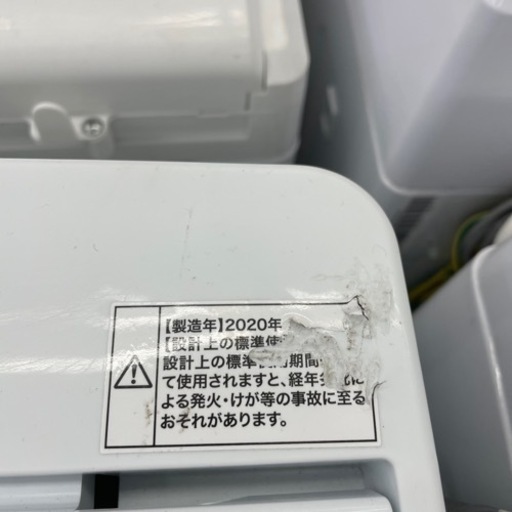 【製造年】2020年
【設計上の標準使
設計上の標準 期間
て使用されますと、経年 に
よる発火・けが等の事故に至る
おそれがあります。